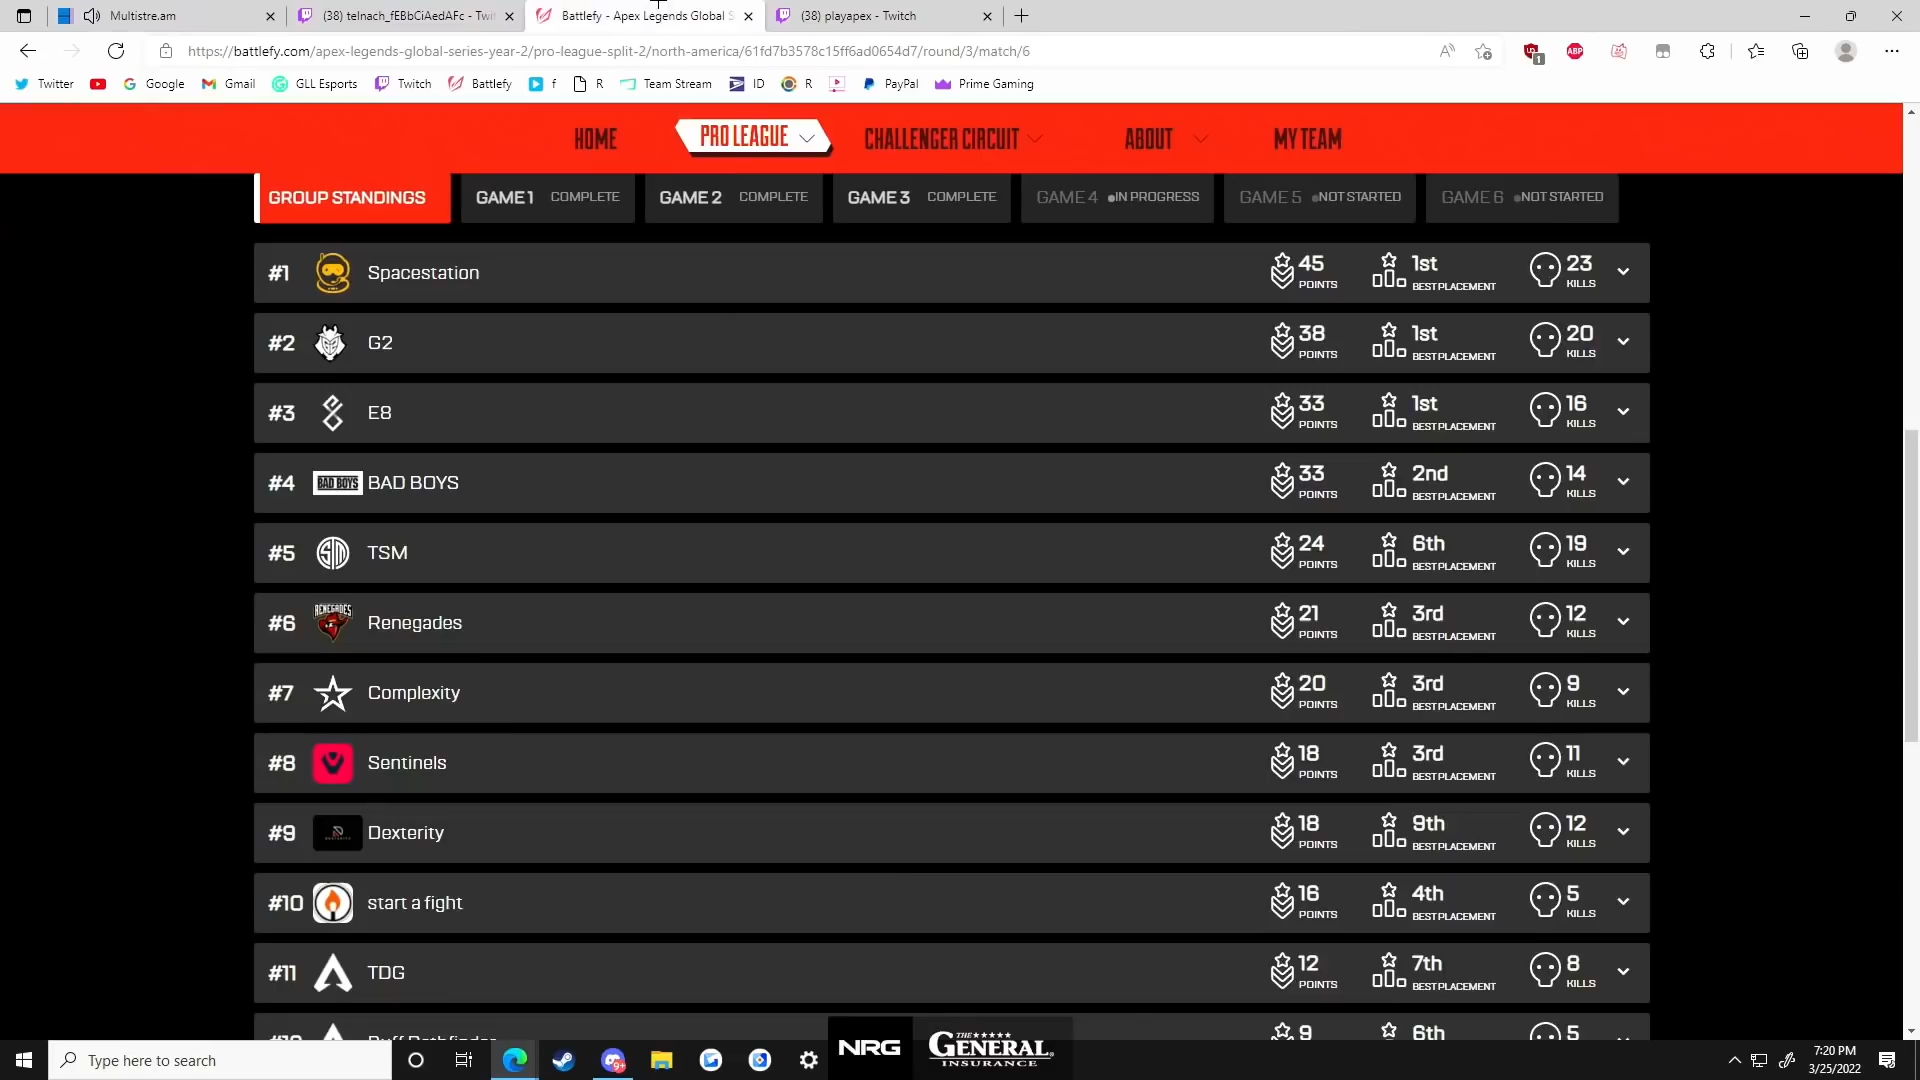 Multistre.am
(38) telnach_fEBbCiAedAFc - Twit
Battlefy - Apex Legends Global S
(38) playapex - Twitch
https://battlefy.com/apex-legends-global-series-year-2/pro-league-split-2/north-america/61fd7b3578c15ff6ad0654d7/round/3/match/6
Twitter
Google
Gmail
GLL Esports
Twitch
Battlefy
f
R
Team Stream
ID
R
PayPal
Prime Gaming
HOME
PRO LEAGUE
CHALLENGER CIRCUIT
ABOUT
MY TEAM
GROUP STANDINGS
GAME 1 COMPLETE
GAME 2 COMPLETE
GAME 3 COMPLETE
GAME 4 IN PROGRESS
GAME 5 NOT STARTED
GAME 6 NOT STARTED
#1 Spacestation 45 POINTS 1st BEST PLACEMENT 23 KILLS
#2 G2 38 POINTS 1st BEST PLACEMENT 20 KILLS
#3 E8 33 POINTS 1st BEST PLACEMENT 16 KILLS
#4 BAD BOYS BAD BOYS 33 POINTS 2nd BEST PLACEMENT 14 KILLS
#5 TSM 24 POINTS 6th BEST PLACEMENT 19 KILLS
#6 RENEGADES Renegades 21 POINTS 3rd BEST PLACEMENT 12 KILLS
#7 Complexity 20 POINTS 3rd BEST PLACEMENT 9 KILLS
#8 Sentinels 18 POINTS 3rd BEST PLACEMENT 11 KILLS
#9 Dexterity 18 POINTS 9th BEST PLACEMENT 12 KILLS
#10 start a fight 16 POINTS 4th BEST PLACEMENT 5 KILLS
#11 TDG 12 POINTS 7th BEST PLACEMENT 8 KILLS
9 6th 5
Type here to search
NRG
THE GENERAL INSURANCE
7:20 PM
3/25/2022